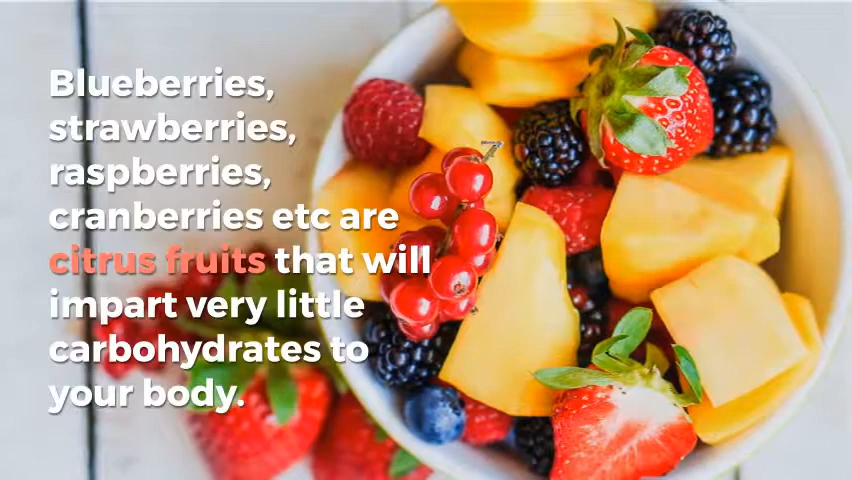 Blueberries,
strawberries,
raspberries,
cranberries etc are
citrus fruits that will
impart very little
carbohydrates to
your body.